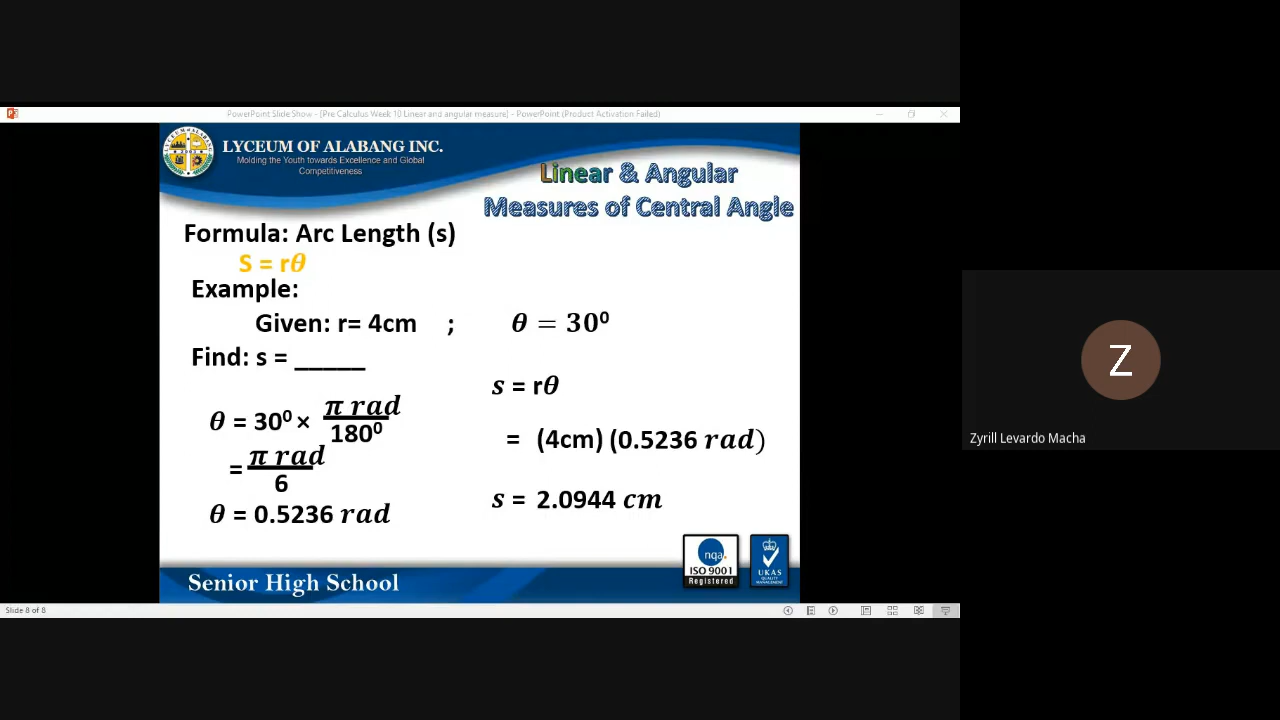 PowerPoint Slide Show - [Pre Calculus Week 10 Linear and angular measure] - PowerPoint (Product Activation Failed)
LYCEUM OF ALABANG INC.
Molding the Youth towards Excellence and Global
Competitiveness
Linear & Angular
Measures of Central Angle
Formula: Arc Length (s)
S = rθ
Example:
Given: r= 4cm ; θ = 30⁰
Find: s = _____
θ = 30⁰ × π rad
180⁰
= π rad
6
θ = 0.5236 rad
s = rθ
= (4cm) (0.5236 rad)
s = 2.0944 cm
nqa.
ISO 9001
Registered
UKAS
QUALITY
MANAGEMENT
Senior High School
Slide 8 of 8
Z
Zyrill Levardo Macha